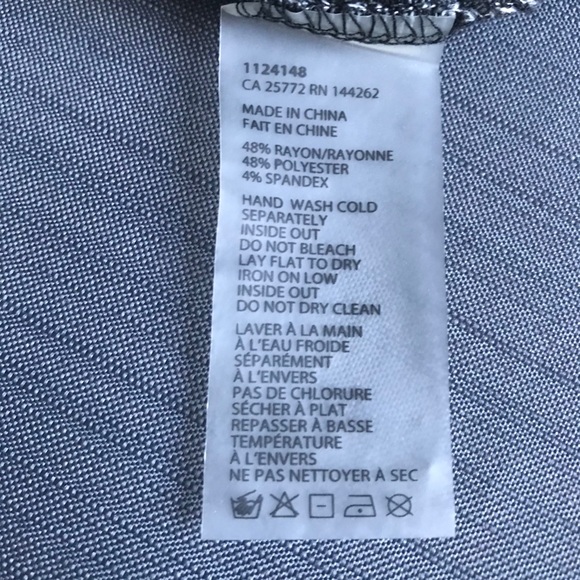 1124148
CA 25772 RN 144262
MADE IN CHINA
FAIT EN CHINE
48% RAYON/RAYONNE
48% POLYESTER
4% SPANDEX
HAND WASH COLD
SEPARATELY
INSIDE OUT
DO NOT BLEACH
LAY FLAT TO DRY
IRON ON LOW
INSIDE OUT
DO NOT DRY CLEAN
LAVER À LA MAIN
À L'EAU FROIDE
SÉPARÉMENT
À L'ENVERS
PAS DE CHLORURE
SÉCHER À PLAT
REPASSER À BASSE
TEMPÉRATURE
À L'ENVERS
NE PAS NETTOYER À SEC